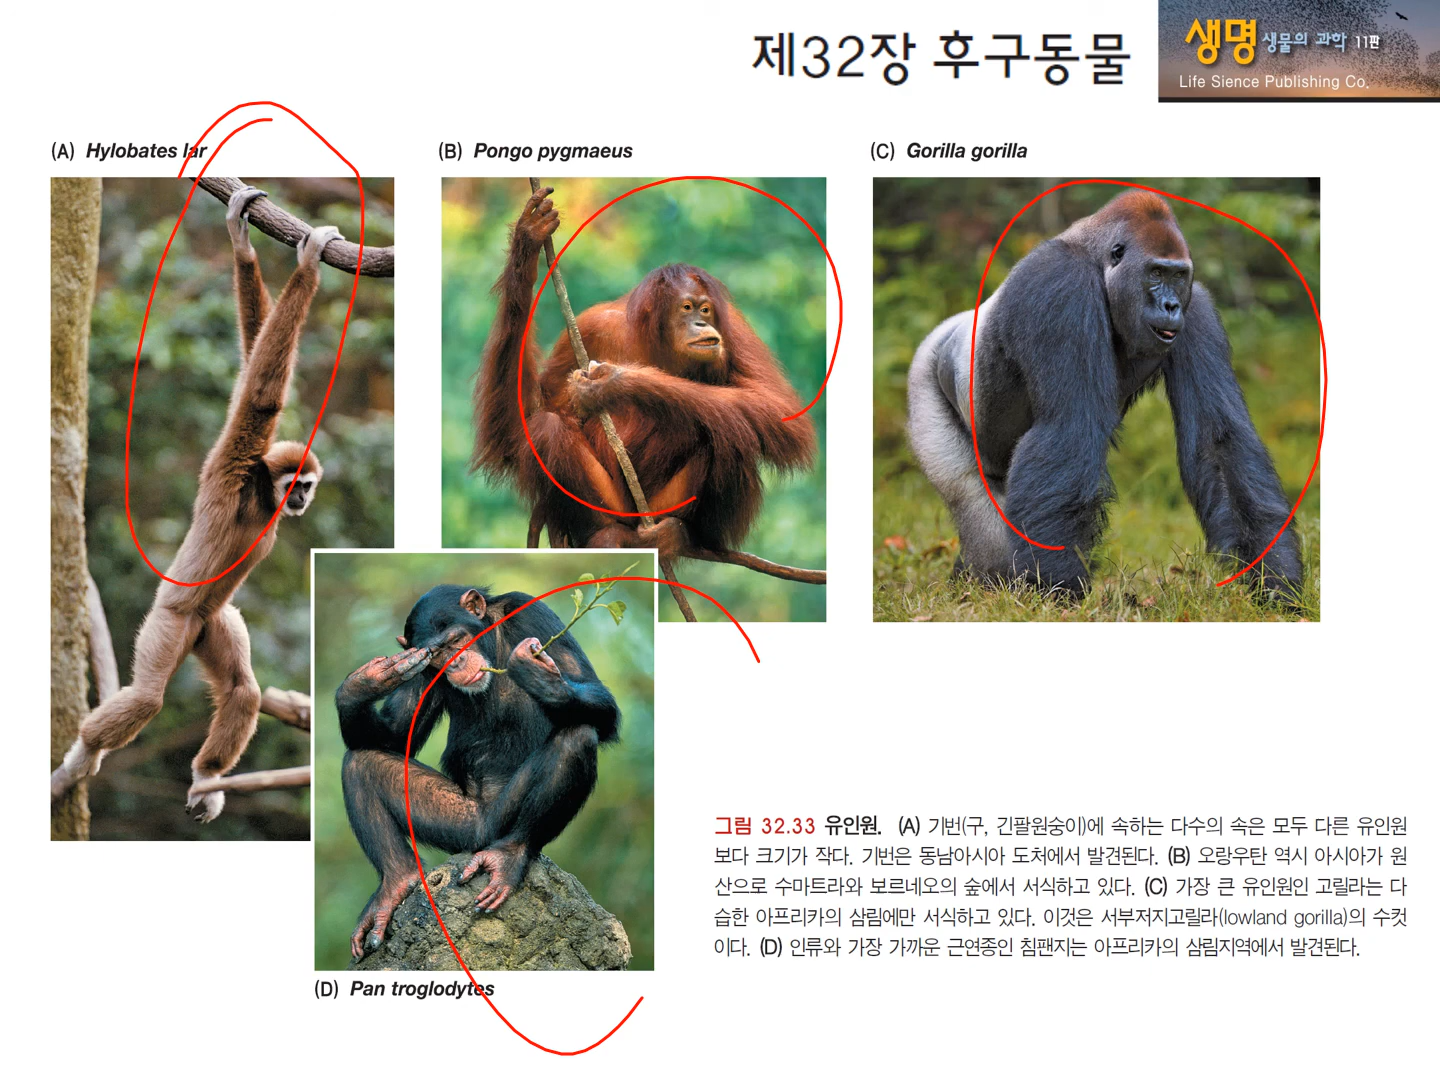 제32장 후구동물
생명 생물의 과학 11판
Life Sience Publishing Co.
(A) Hylobates lar
(B) Pongo pygmaeus
(C) Gorilla gorilla
(D) Pan troglodytes
그림 32.33 유인원. (A) 기번(구, 긴팔원숭이)에 속하는 다수의 속은 모두 다른 유인원
보다 크기가 작다. 기번은 동남아시아 도처에서 발견된다. (B) 오랑우탄 역시 아시아가 원
산으로 수마트라와 보르네오의 숲에서 서식하고 있다. (C) 가장 큰 유인원인 고릴라는 다
습한 아프리카의 삼림에만 서식하고 있다. 이것은 서부저지고릴라(lowland gorilla)의 수컷
이다. (D) 인류와 가장 가까운 근연종인 침팬지는 아프리카의 삼림지역에서 발견된다.